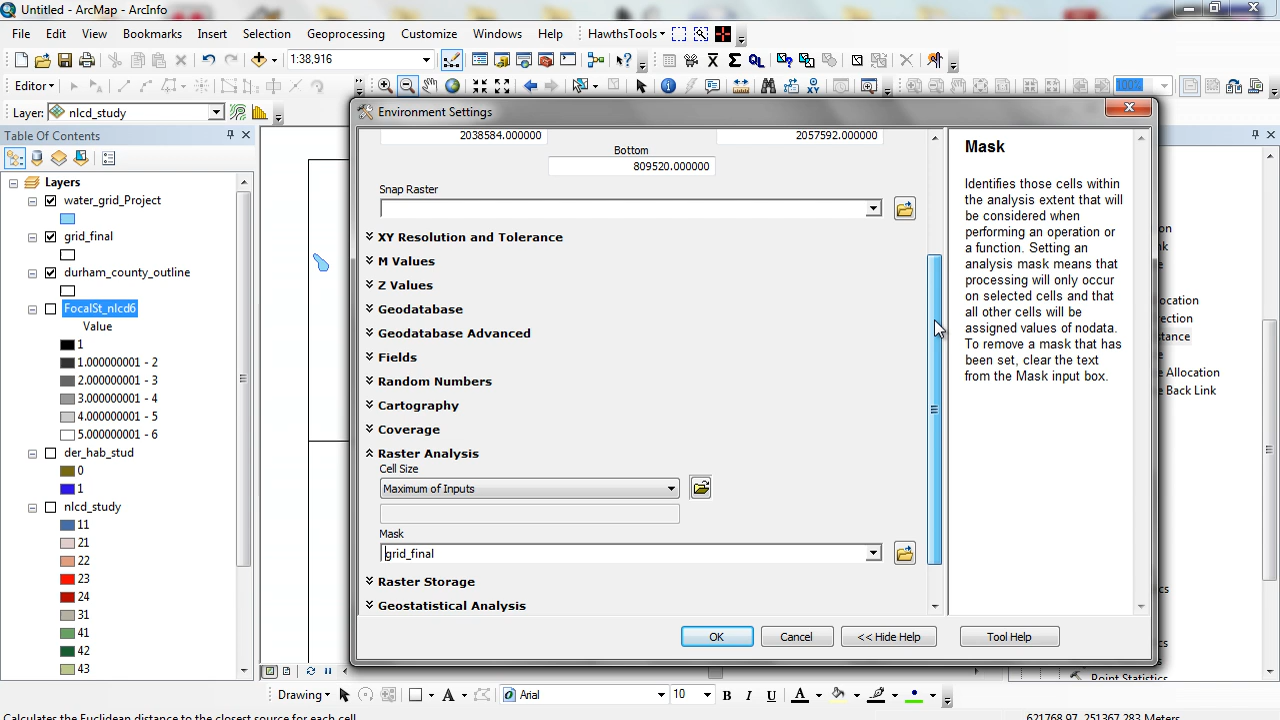 Untitled - ArcMap - ArcInfo
File Edit View Bookmarks Insert Selection Geoprocessing Customize Windows Help HawthsTools
1:38,916
Editor 100%
Layer: nlcd_study
Table Of Contents
Layers
water_grid_Project
grid_final
durham_county_outline
FocalSt_nlcd6
Value
1
1.000000001 - 2
2.000000001 - 3
3.000000001 - 4
4.000000001 - 5
5.000000001 - 6
der_hab_stud
0
1
nlcd_study
11
21
22
23
24
31
41
42
43
Environment Settings
2038584.000000 2057592.000000
Bottom
809520.000000
Snap Raster
XY Resolution and Tolerance
M Values
Z Values
Geodatabase
Geodatabase Advanced
Fields
Random Numbers
Cartography
Coverage
Raster Analysis
Cell Size
Maximum of Inputs
Mask
grid_final
Raster Storage
Geostatistical Analysis
OK Cancel << Hide Help Tool Help
Mask
Identifies those cells within
the analysis extent that will
be considered when
performing an operation or
a function. Setting an
analysis mask means that
processing will only occur
on selected cells and that
all other cells will be
assigned values of nodata.
To remove a mask that has
been set, clear the text
from the Mask input box.
Allocation
Back Link
Point Statistics
Drawing Arial 10 B I U A
Calculates the Euclidean distance to the closest source for each cell
621768.97 251367.283 Meters